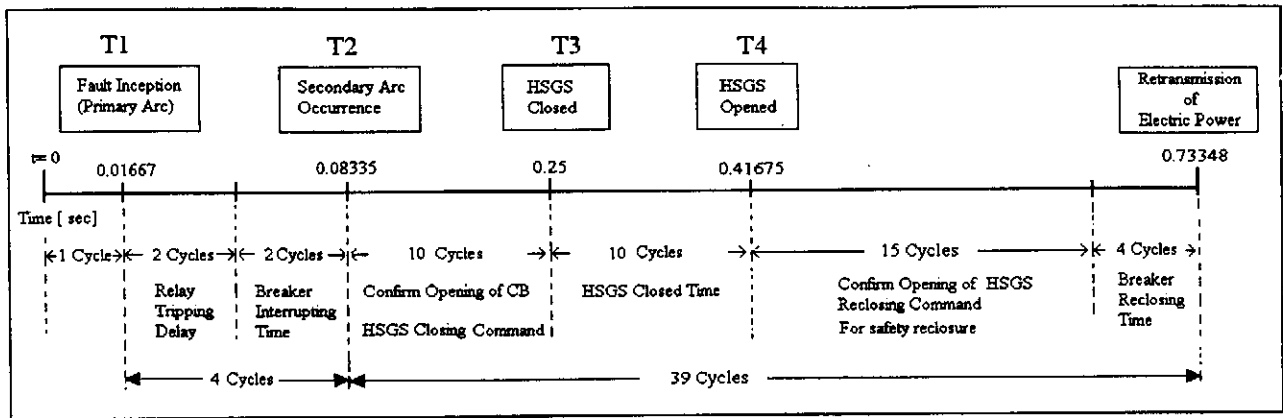 T1
T2
T3
T4
Fault Inception
(Primary Arc)
Secondary Arc
Occurrence
HSGS
Closed
HSGS
Opened
Retransmission
of
Electric Power
t=0
0.01667
0.08335
0.25
0.41675
0.73348
Time [ sec]
1 Cycle
2 Cycles
2 Cycles
10 Cycles
10 Cycles
15 Cycles
4 Cycles
Relay
Tripping
Delay
Breaker
Interrupting
Time
Confirm Opening of CB
HSGS Closing Command
HSGS Closed Time
Confirm Opening of HSGS
Reclosing Command
For safety reclosure
Breaker
Reclosing
Time
4 Cycles
39 Cycles